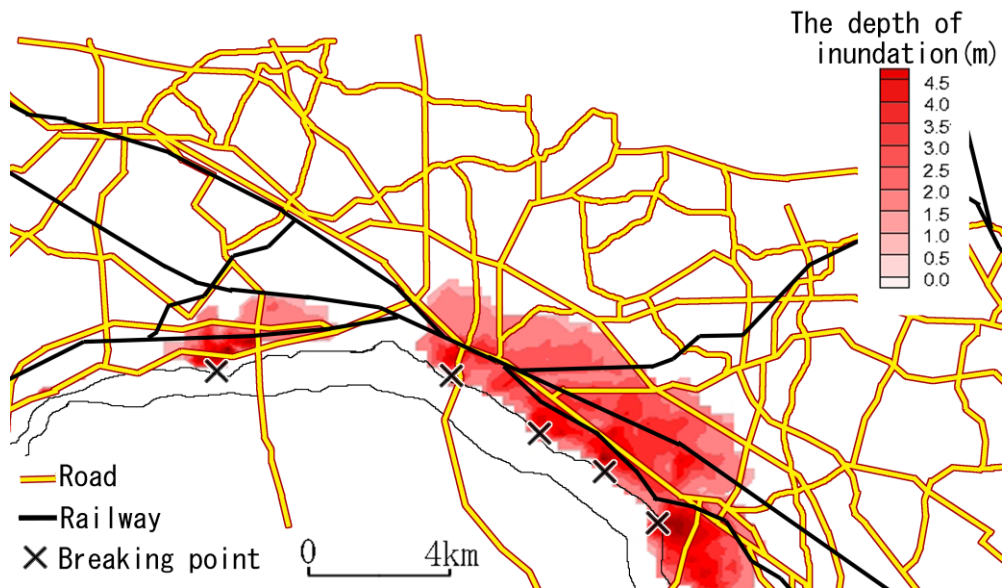 The depth of
inundation(m)
4.5
4.0
3.5
3.0
2.5
2.0
1.5
1.0
0.5
0.0
Road
Railway
Breaking point
0 4km